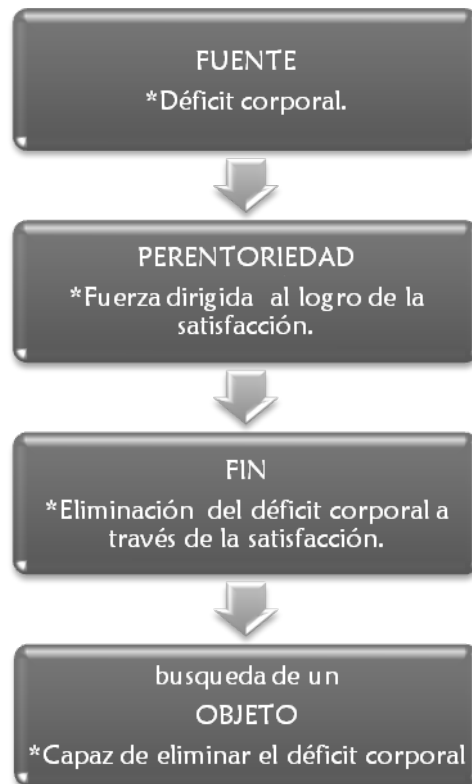 FUENTE
*Déficit corporal.
PERENTORIEDAD
*Fuerza dirigida al logro de la
satisfacción.
FIN
*Eliminación del déficit corporal a
través de la satisfacción.
busqueda de un
OBJETO
*Capaz de eliminar el déficit corporal